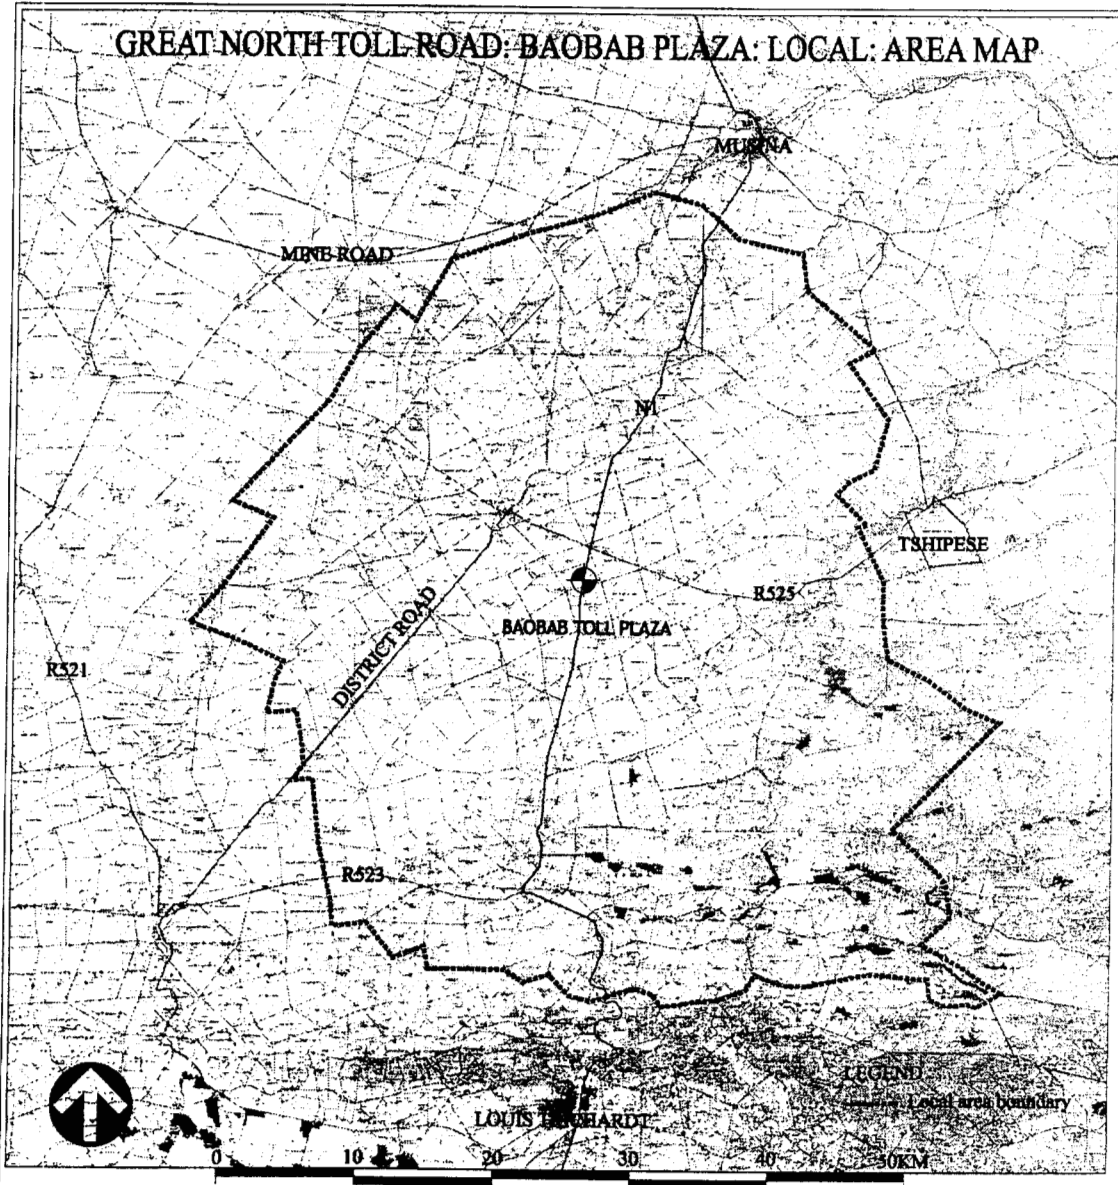 GREAT NORTH TOLL ROAD: BAOBAB PLAZA: LOCAL: AREA MAP
MUSINA
MINE ROAD
N1
TSHIPESE
R525
BAOBAB TOLL PLAZA
DISTRICT ROAD
R521
R523
LEGEND
Local area boundary
LOUIS
0 10 20 30 40 50KM